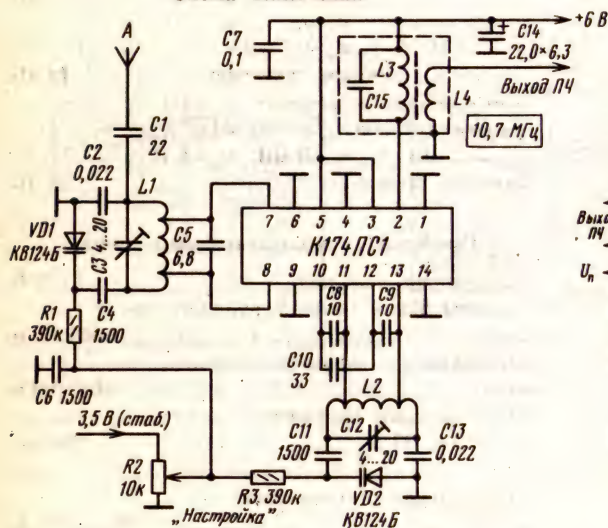 +6 В
C7
0,1
C14
22,0×6,3
+
L3
C15
L4
Выход ПЧ
10,7 МГц
A
C1
22
C2
0,022
L1
VD1
КВ124Б
C3 4...20
C5
6,8
C4
1500
R1
390к
C6 1500
7 6 5 4 3 2 1
К174ПС1
8 9 10 11 12 13 14
C8
10
C9
10
C10
33
L2
C11
1500
C12
4...20
C13
0,022
VD2
КВ124Б
R3, 390к
3,5 В (стаб.)
R2
10к
„Настройка"
Выхо
ПЧ
Uп